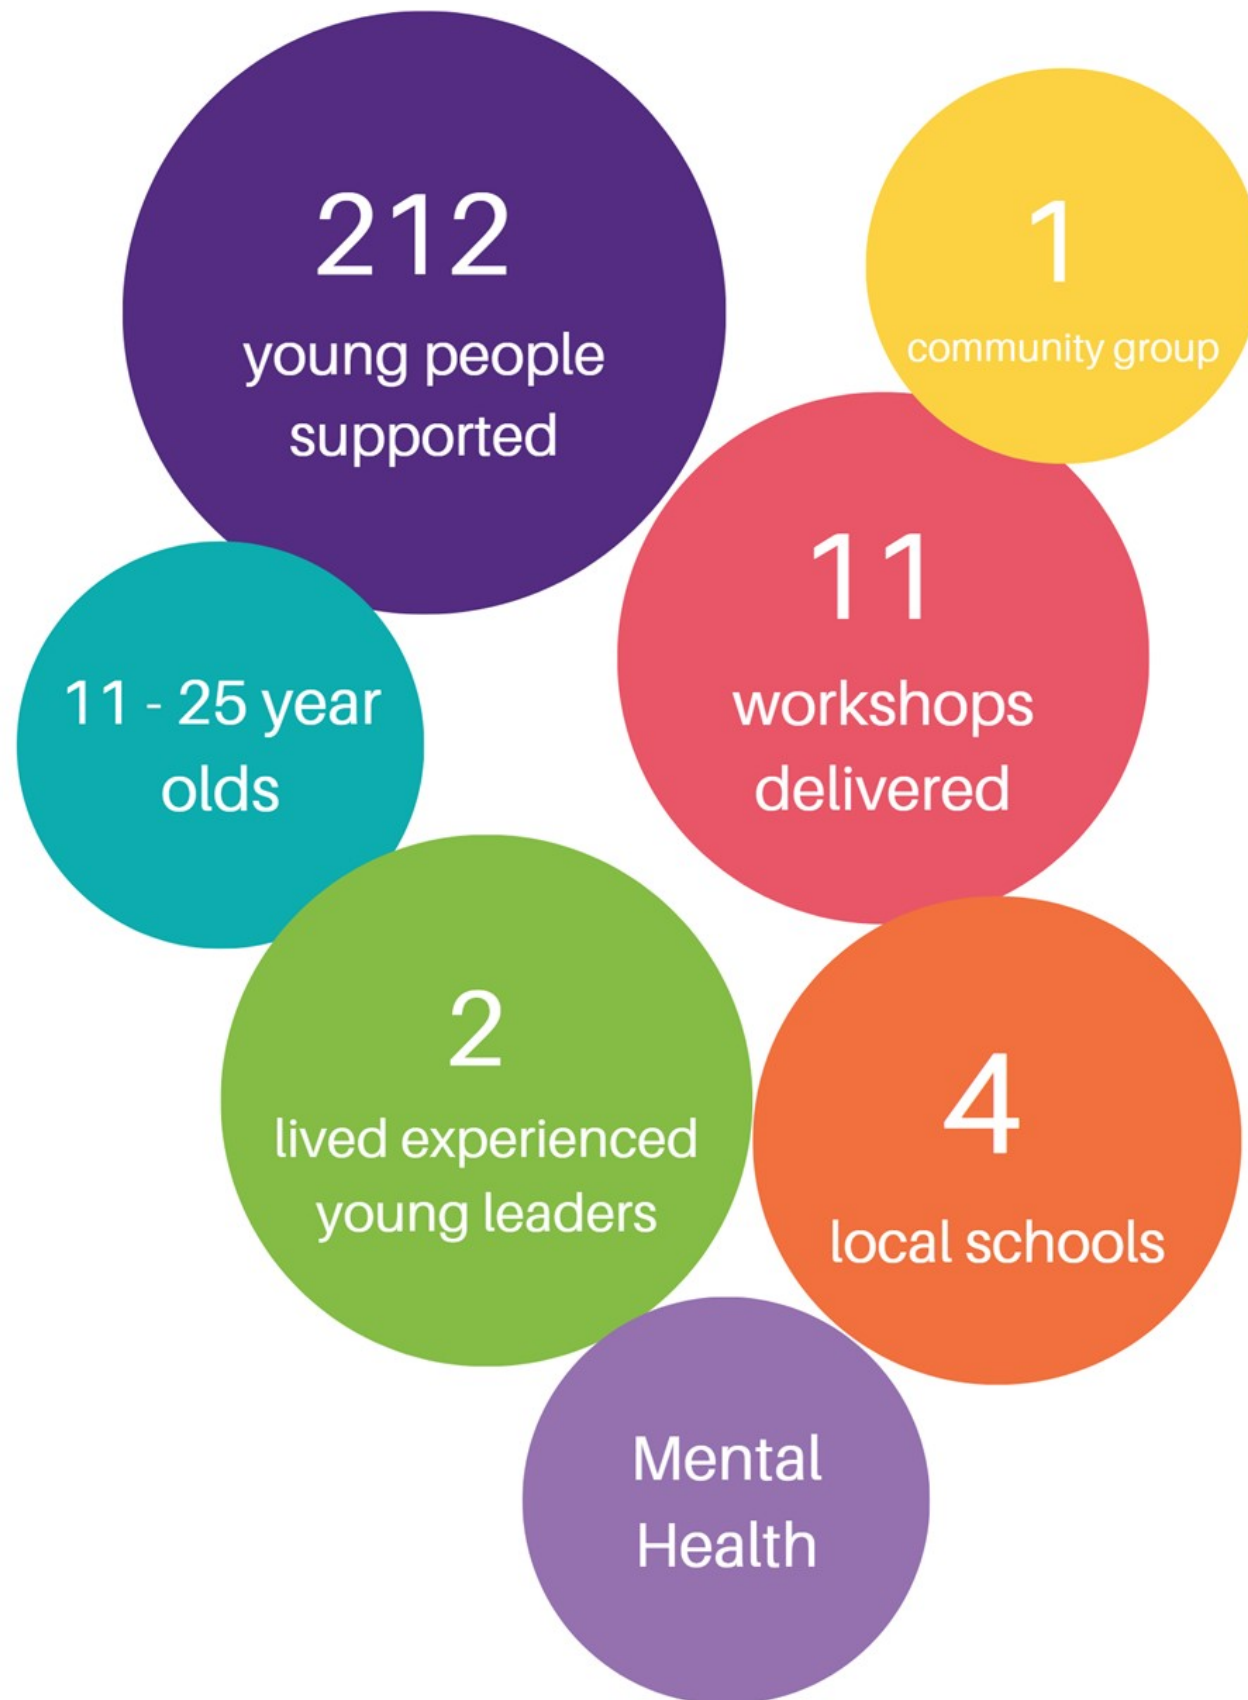 212
young people
supported
1
community group
11
workshops
delivered
11 - 25 year
olds
2
lived experienced
young leaders
4
local schools
Mental
Health